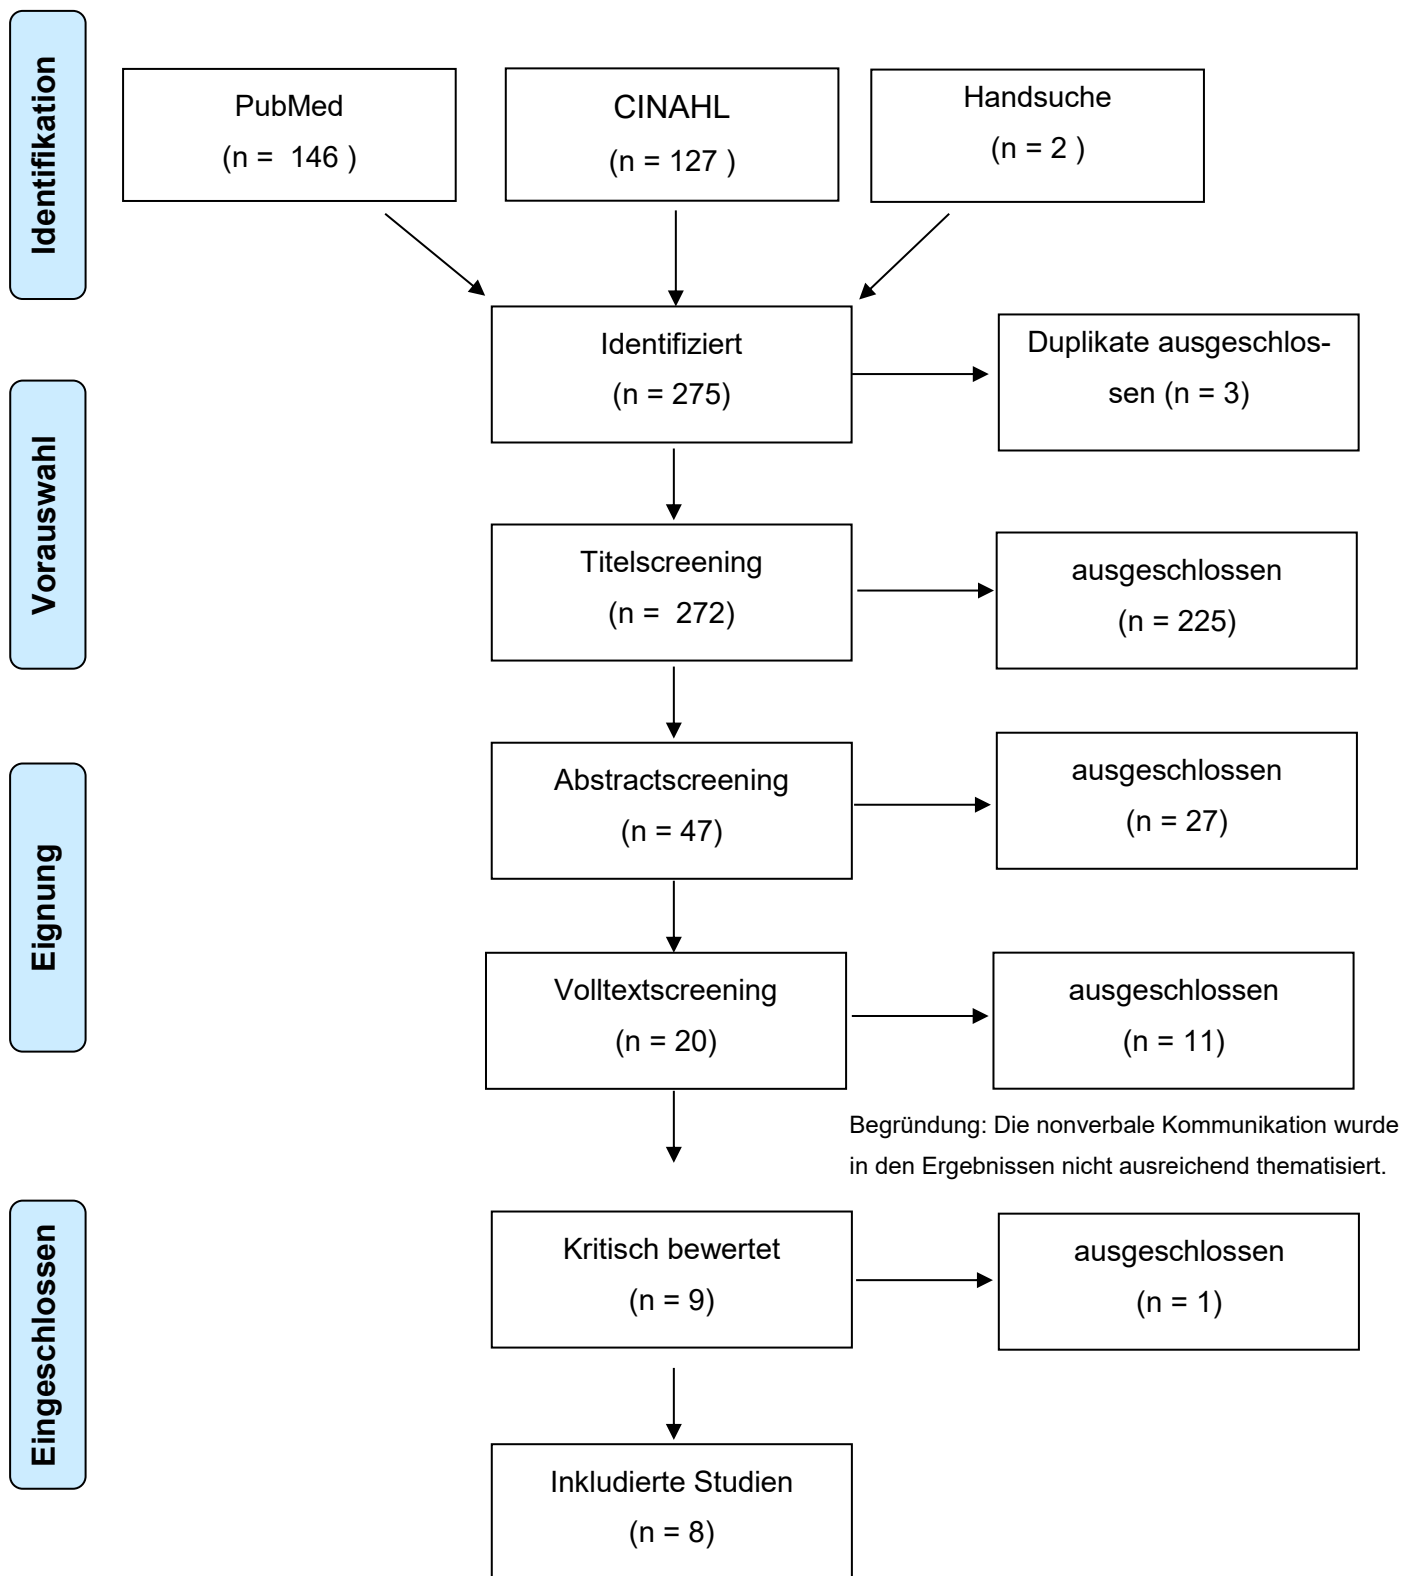 Identifikation
PubMed
(n =  146 )
CINAHL
(n = 127 )
Handsuche
(n = 2 )
Identifiziert
(n = 275)
Duplikate ausgeschlos-
sen (n = 3)
Vorauswahl
Titelscreening
(n =  272)
ausgeschlossen
(n = 225)
Eignung
Abstractscreening
(n = 47)
ausgeschlossen
(n = 27)
Volltextscreening
(n = 20)
ausgeschlossen
(n = 11)
Begründung: Die nonverbale Kommunikation wurde
in den Ergebnissen nicht ausreichend thematisiert.
Eingeschlossen
Kritisch bewertet
(n = 9)
ausgeschlossen
(n = 1)
Inkludierte Studien
(n = 8)